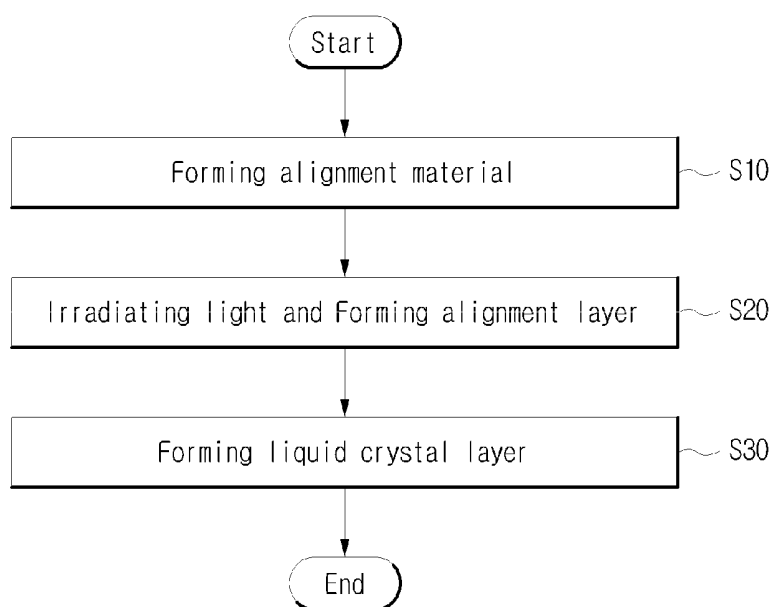 Start
Forming alignment material
S10
Irradiating light and Forming alignment layer
S20
Forming liquid crystal layer
S30
End